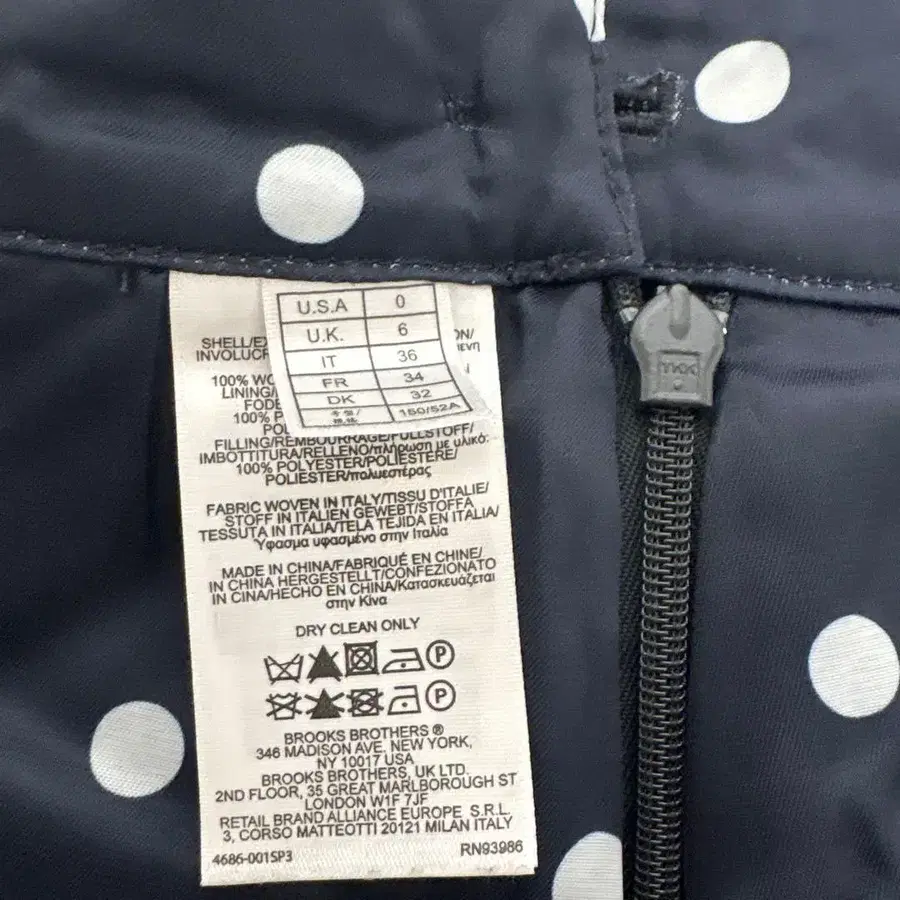 U.S.A 0
U.K. 6
IT 36
FR 34
DK 32
150/52A
SHELL/
INVOLUCR
100% WO
LINING/
FODE
100% P
POL
FILLING/REMBOURRAGE/FÜLLSTOFF/
IMBOTTITURA/RELLENO/πλήρωση με υλικό:
100% POLYESTER/POLIESTERE/
POLIÉSTER/πολυεστέρας
FABRIC WOVEN IN ITALY/TISSU D'ITALIE/
STOFF IN ITALIEN GEWEBT/STOFFA
TESSUTA IN ITALIA/TELA TEJIDA EN ITALIA/
Ύφασμα υφασμένο στην Ιταλία
MADE IN CHINA/FABRIQUÉ EN CHINE/
IN CHINA HERGESTELLT/CONFEZIONATO
IN CINA/HECHO EN CHINA/Κατασκευάζεται
στην Κίνα
DRY CLEAN ONLY
P
P
BROOKS BROTHERS ®
346 MADISON AVE, NEW YORK,
NY 10017 USA
BROOKS BROTHERS, UK LTD.
2ND FLOOR, 35 GREAT MARLBOROUGH ST
LONDON W1F 7JF
RETAIL BRAND ALLIANCE EUROPE S.R.L.
3, CORSO MATTEOTTI 20121 MILAN ITALY
4686-001SP3 RN93986
YKK